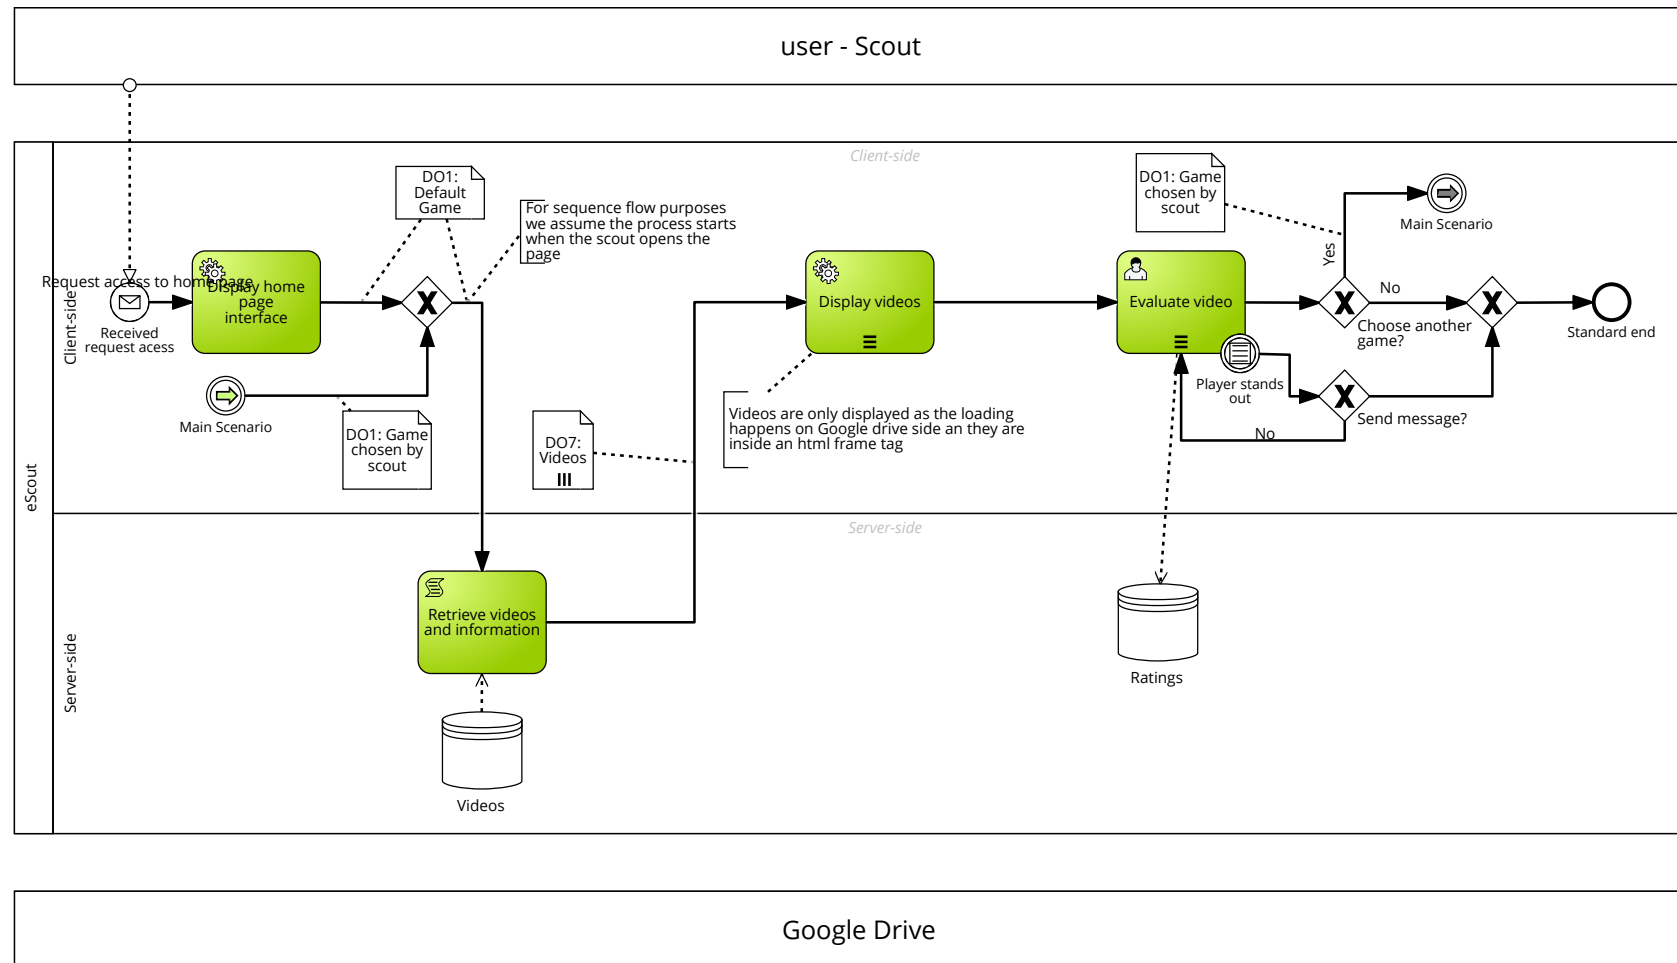 user - Scout
Client-side
DO1:
Default
Game
For sequence flow purposes
we assume the process starts
when the scout opens the
page
DO1: Game
chosen by
scout
Main Scenario
Yes
Request access to home page
Display home
page
interface
Display videos
Evaluate video
No
Choose another
game?
Standard end
Received
request acess
Client-side
Main Scenario
DO1: Game
chosen by
scout
DO7:
Videos
Videos are only displayed as the loading
happens on Google drive side an they are
inside an html frame tag
Player stands
out
Send message?
No
eScout
Server-side
Server-side
Retrieve videos
and information
Ratings
Videos
Google Drive